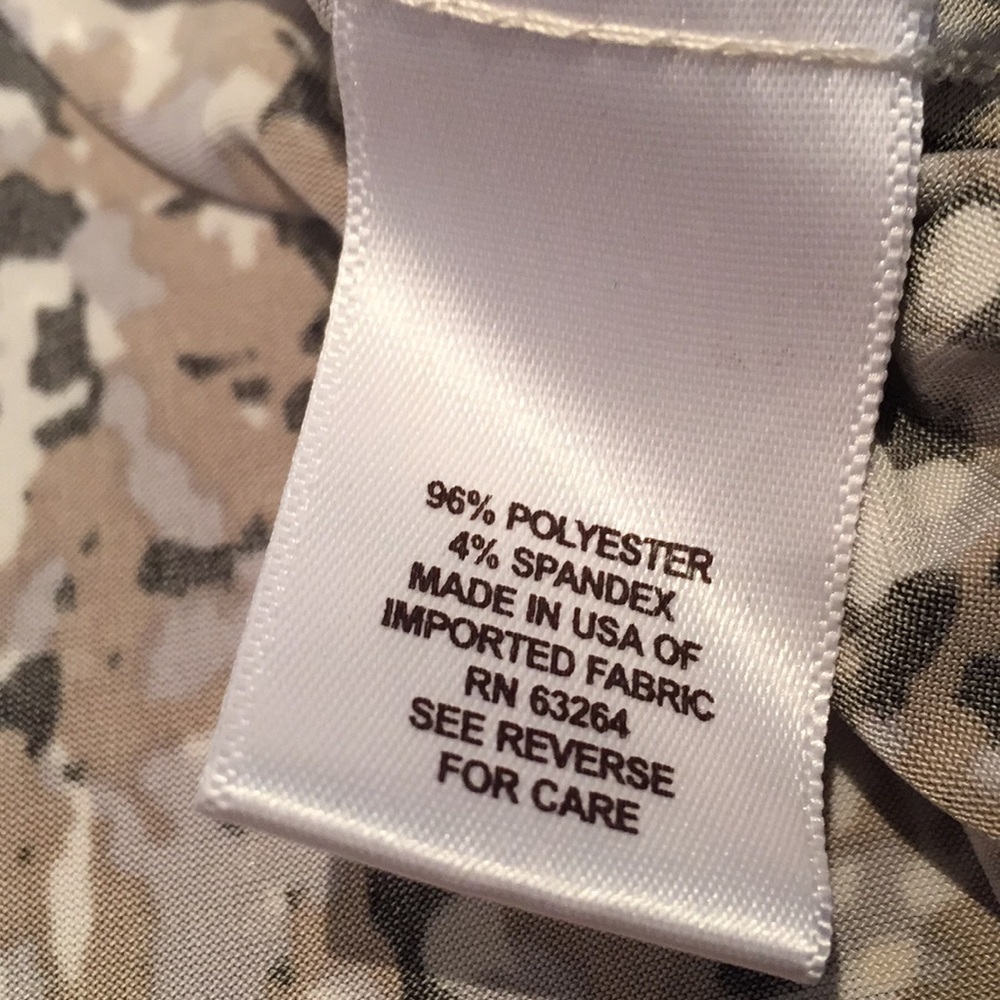 96% POLYESTER
4% SPANDEX
MADE IN USA OF
IMPORTED FABRIC
RN 63264
SEE REVERSE
FOR CARE